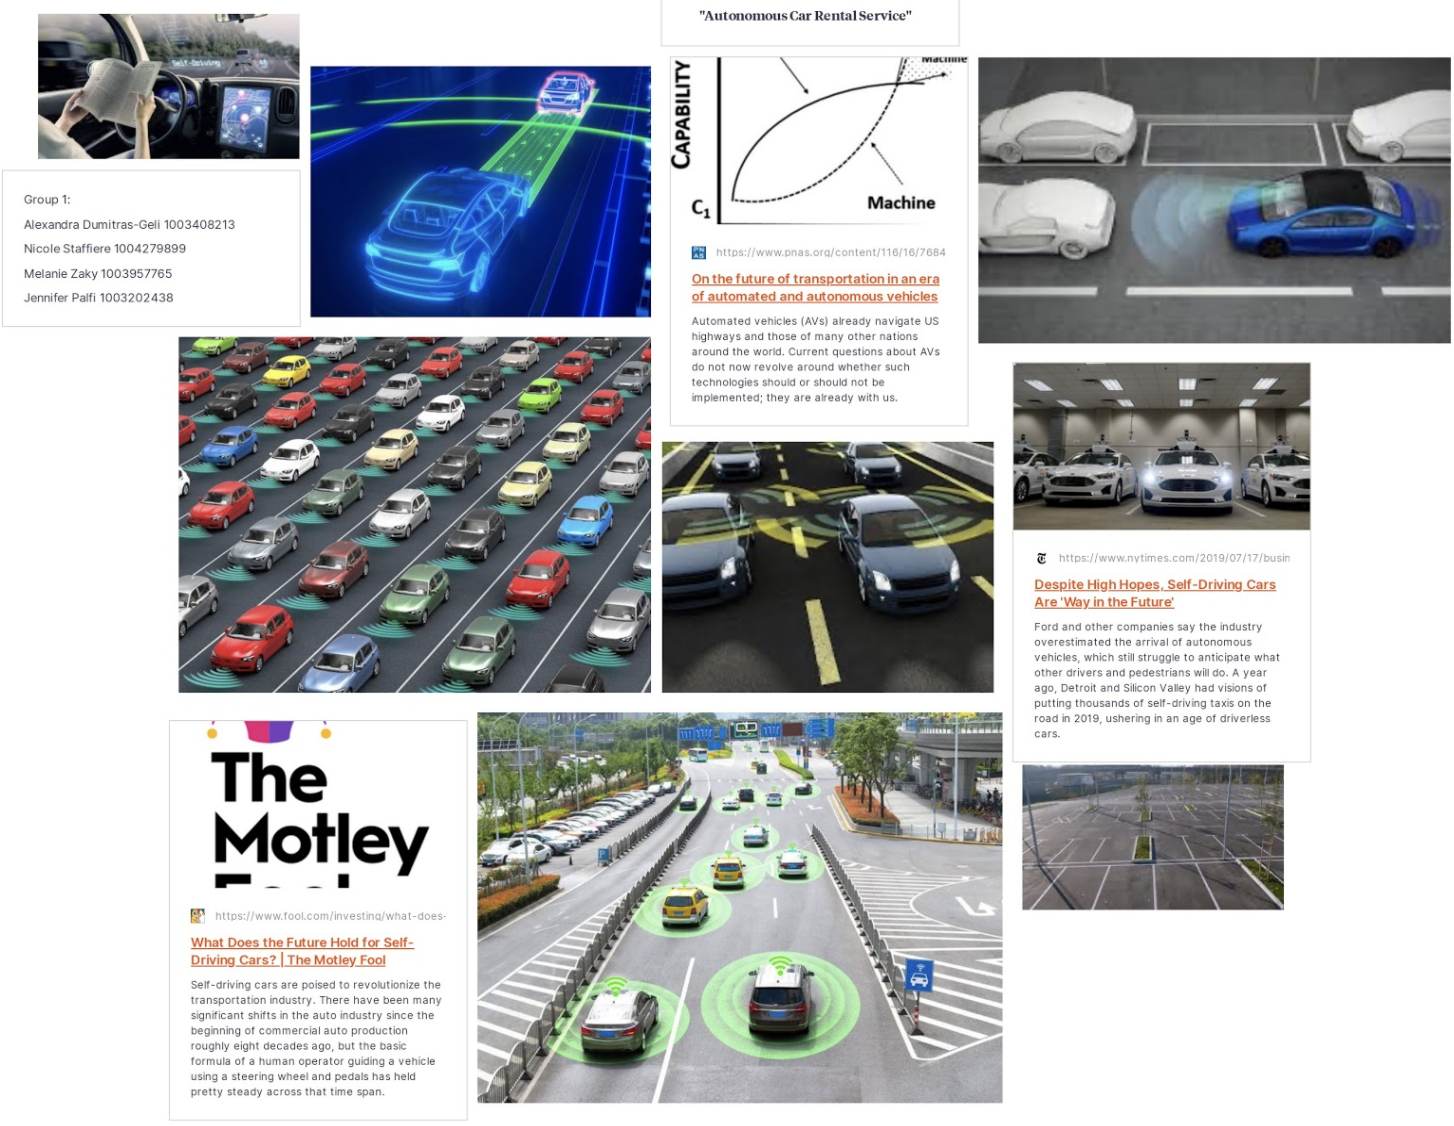 "Autonomous Car Rental Service"
Self-Driving
Group 1:
Alexandra Dumitras-Geli 1003408213
Nicole Staffiere 1004279899
Melanie Zaky 1003957765
Jennifer Palfi 1003202438
CAPABILITY
Machine
C1
Machine
https://www.pnas.org/content/116/16/7684
On the future of transportation in an era
of automated and autonomous vehicles
Automated vehicles (AVs) already navigate US
highways and those of many other nations
around the world. Current questions about AVs
do not now revolve around whether such
technologies should or should not be
implemented; they are already with us.
https://www.nytimes.com/2019/07/17/busin
Despite High Hopes, Self-Driving Cars
Are 'Way in the Future'
Ford and other companies say the industry
overestimated the arrival of autonomous
vehicles, which still struggle to anticipate what
other drivers and pedestrians will do. A year
ago, Detroit and Silicon Valley had visions of
putting thousands of self-driving taxis on the
road in 2019, ushering in an age of driverless
cars.
The
Motley
Fool
https://www.fool.com/investing/what-does-
What Does the Future Hold for Self-
Driving Cars? | The Motley Fool
Self-driving cars are poised to revolutionize the
transportation industry. There have been many
significant shifts in the auto industry since the
beginning of commercial auto production
roughly eight decades ago, but the basic
formula of a human operator guiding a vehicle
using a steering wheel and pedals has held
pretty steady across that time span.